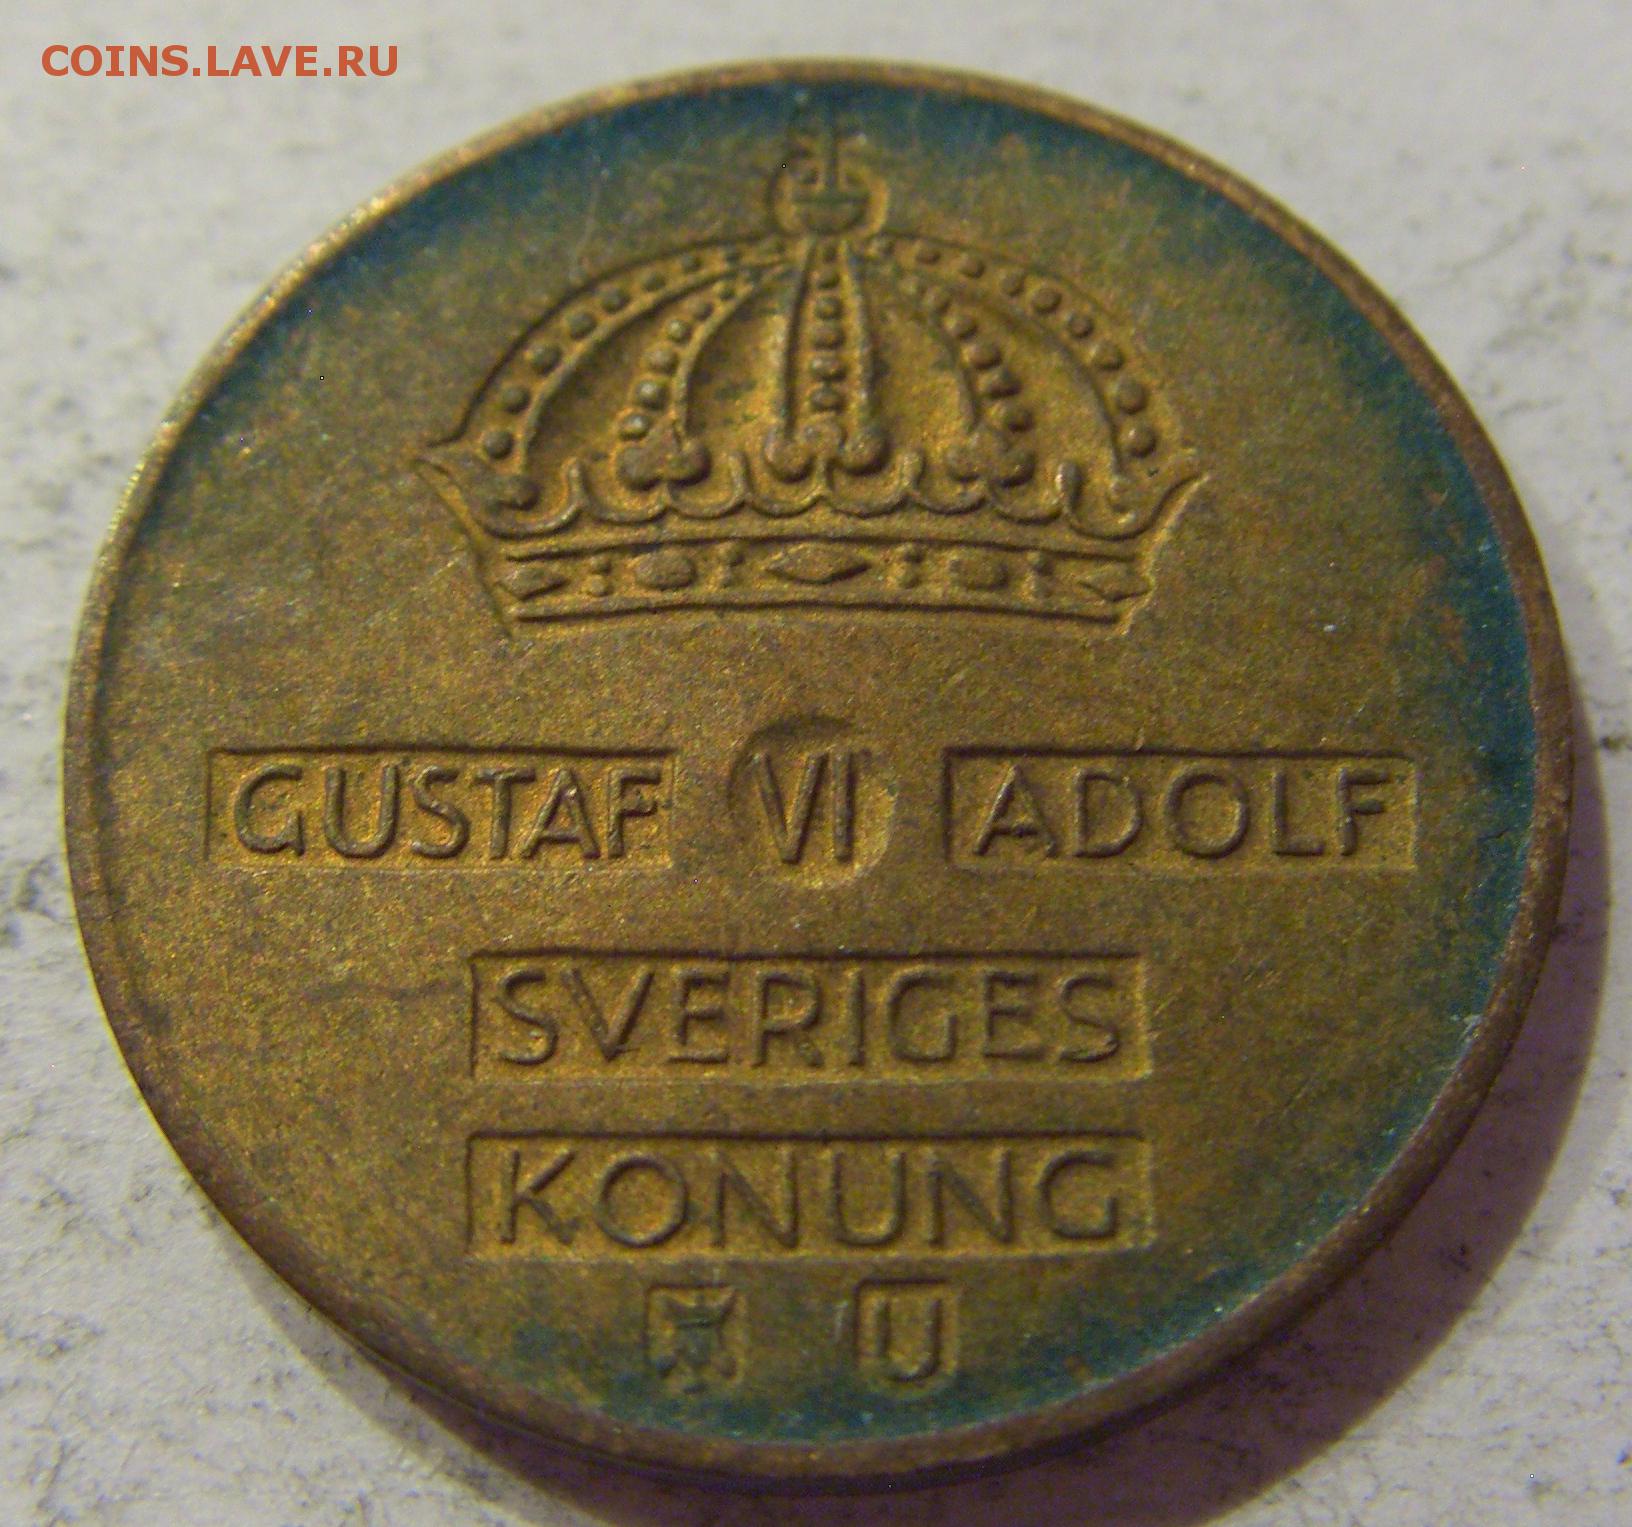 COINS.LAVE.RU
GUSTAF VI ADOLF
SVERIGES
KONUNG
U